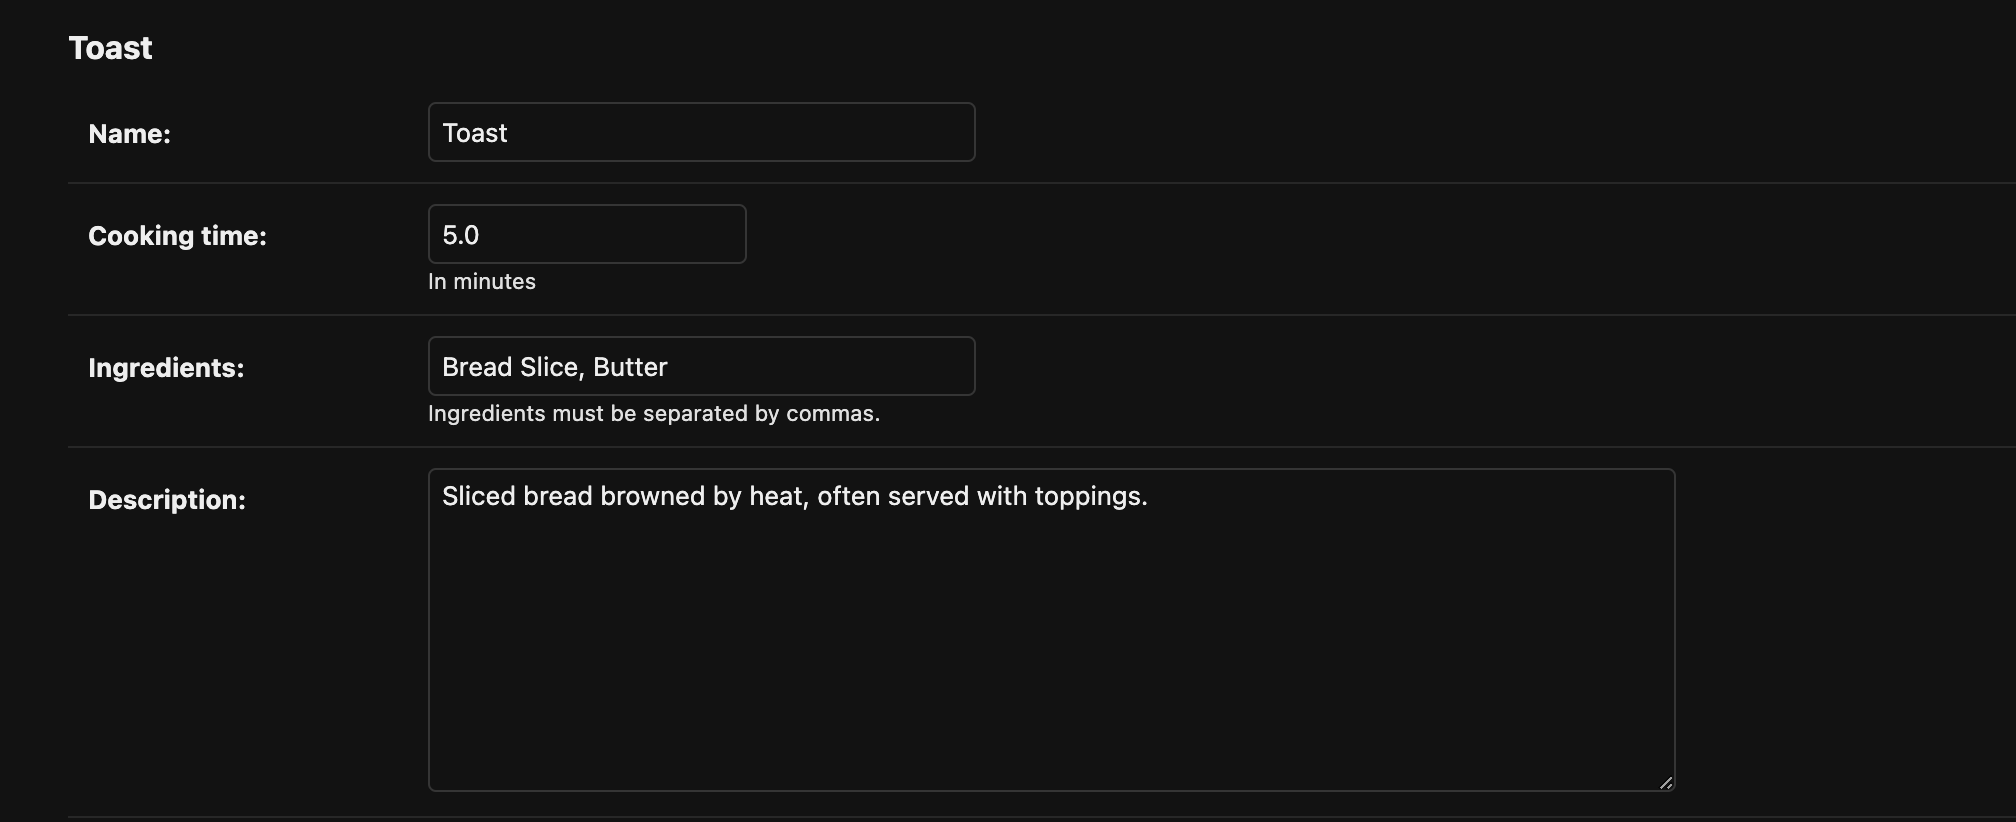 Toast
Name:
Toast
Cooking time:
5.0
In minutes
Ingredients:
Bread Slice, Butter
Ingredients must be separated by commas.
Description:
Sliced bread browned by heat, often served with toppings.